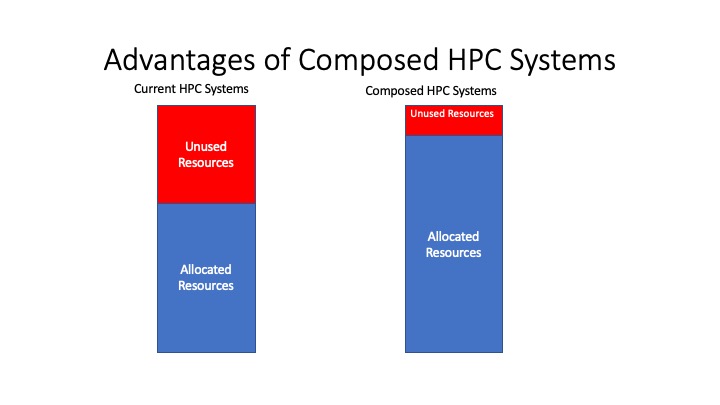 Advantages of Composed HPC Systems
Current HPC Systems
Composed HPC Systems
Unused
Resources
Allocated
Resources
Unused Resources
Allocated
Resources